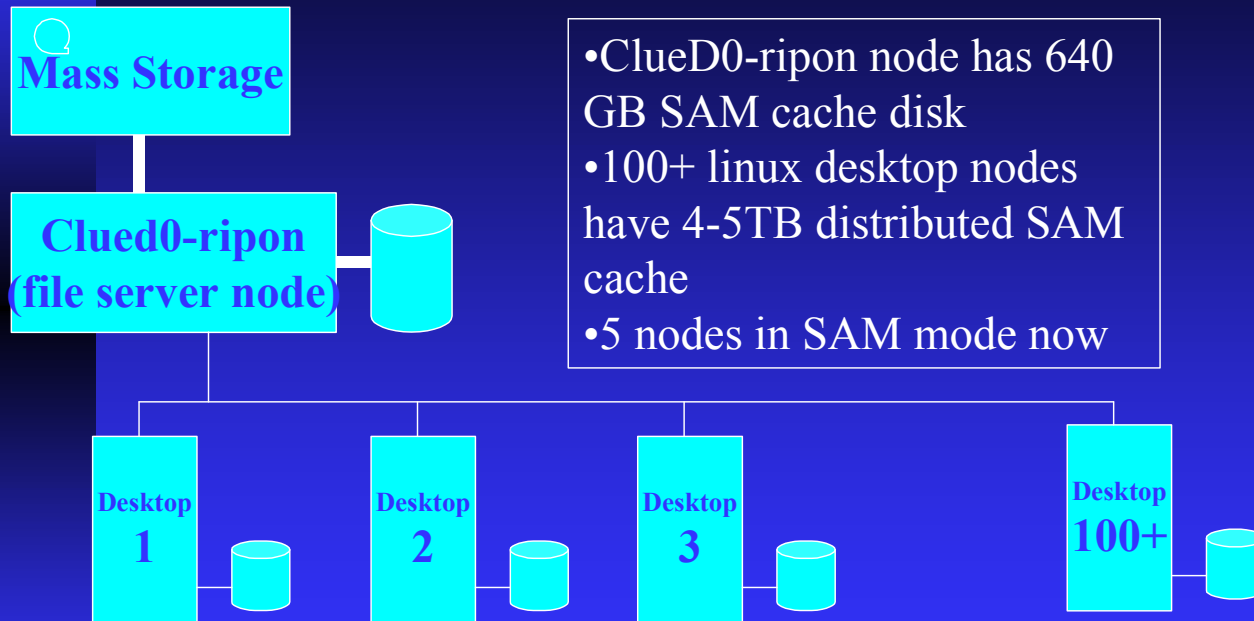 Mass Storage
•ClueD0-ripon node has 640
GB SAM cache disk
•100+ linux desktop nodes
have 4-5TB distributed SAM
cache
•5 nodes in SAM mode now
Clued0-ripon
(file server node)
Desktop
1
Desktop
2
Desktop
3
Desktop
100+